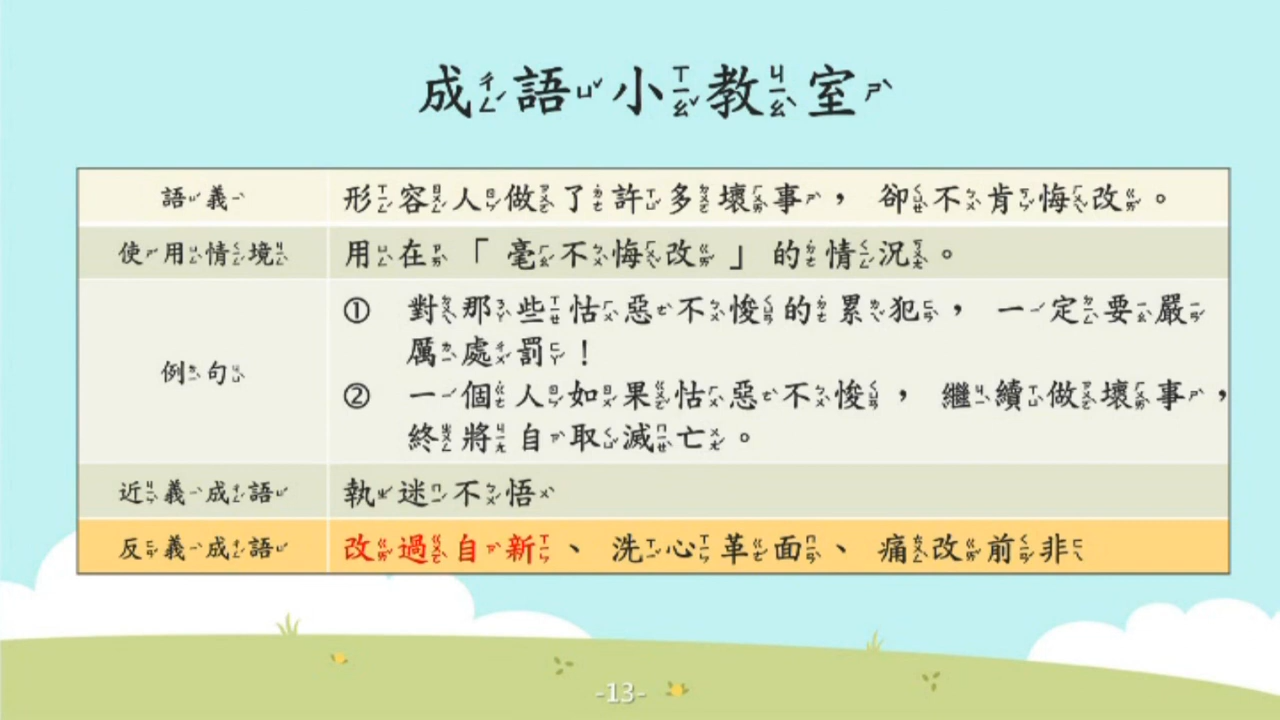 成語小教室
語義 形容人做了許多壞事，卻不肯悔改。
使用情境 用在「毫不悔改」的情況。
例句 ① 對那些怙惡不悛的累犯，一定要嚴
厲處罰！
② 一個人如果怙惡不悛，繼續做壞事，
終將自取滅亡。
近義成語 執迷不悟
反義成語 改過自新、洗心革面、痛改前非
-13-